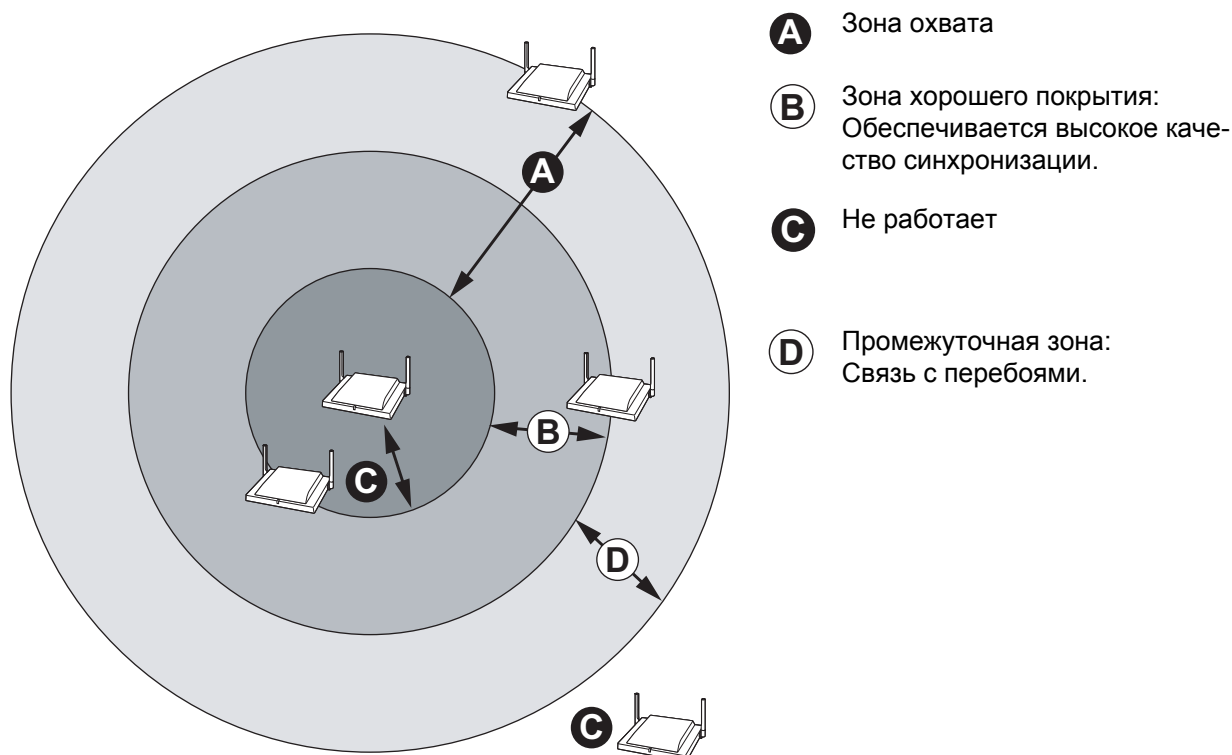 A Зона охвата
B Зона хорошего покрытия:
Обеспечивается высокое каче-
ство синхронизации.
C Не работает
D Промежуточная зона:
Связь с перебоями.
A
B
C
D
C